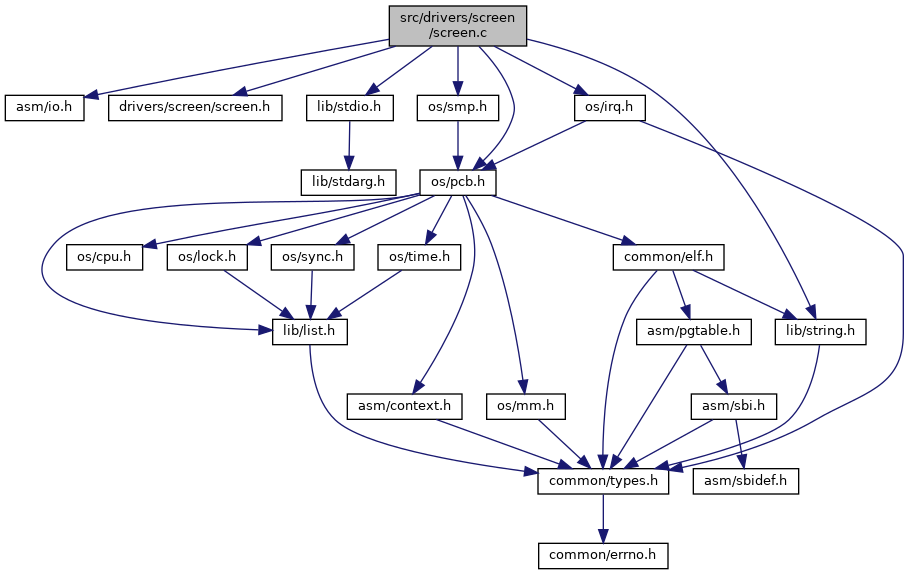 src/drivers/screen
/screen.c
asm/io.h
drivers/screen/screen.h
lib/stdio.h
os/smp.h
os/irq.h
lib/stdarg.h
os/pcb.h
os/cpu.h
os/lock.h
os/sync.h
os/time.h
common/elf.h
lib/list.h
asm/pgtable.h
lib/string.h
asm/context.h
os/mm.h
asm/sbi.h
common/types.h
asm/sbidef.h
common/errno.h